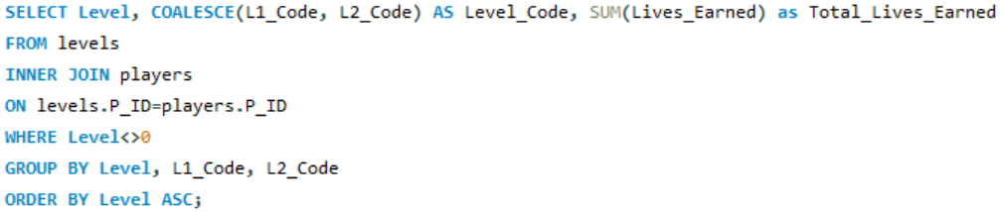 SELECT Level, COALESCE(L1_Code, L2_Code) AS Level_Code, SUM(Lives_Earned) as Total_Lives_Earned
FROM levels
INNER JOIN players
ON levels.P_ID=players.P_ID
WHERE Level<>0
GROUP BY Level, L1_Code, L2_Code
ORDER BY Level ASC;